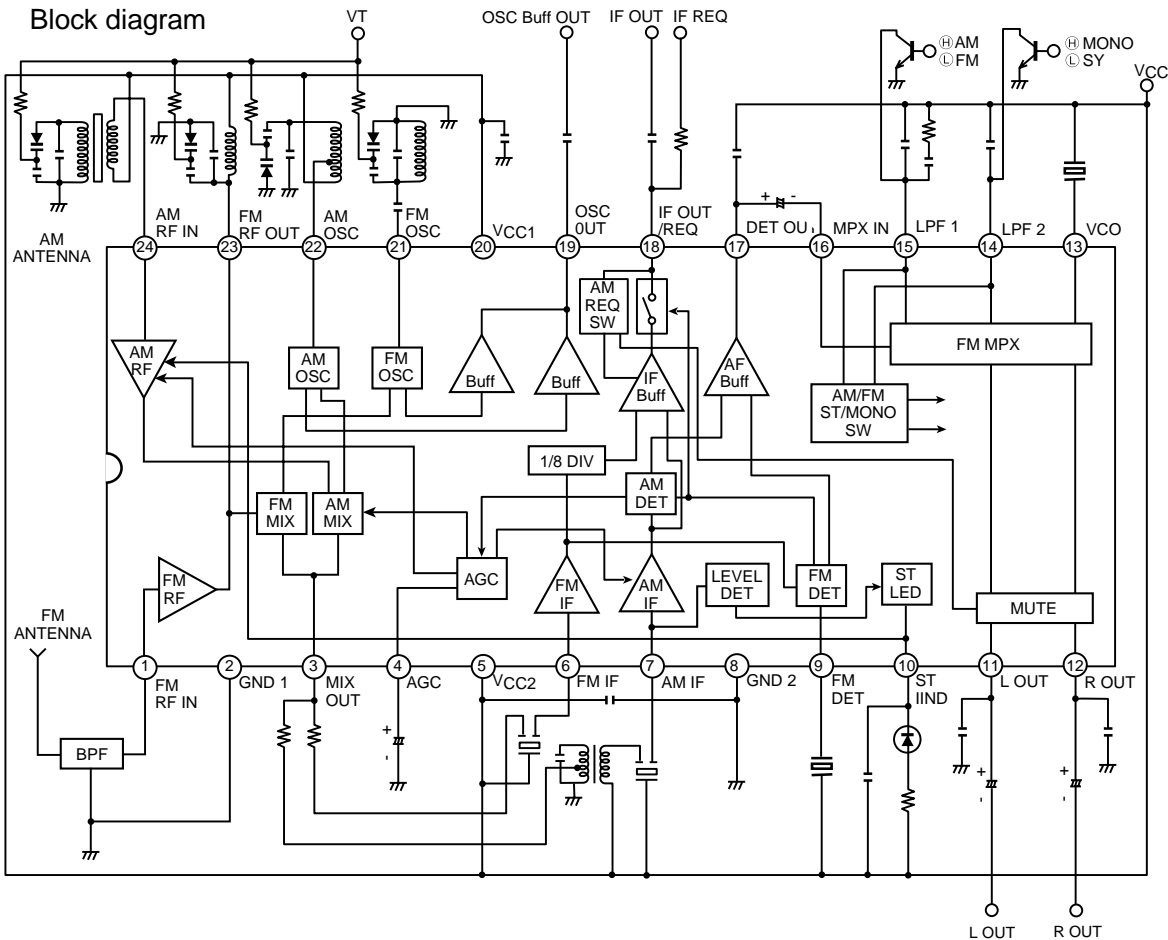 Block diagram
VT
OSC Buff OUT
IF OUT
IF REQ
Ⓗ AM
Ⓛ FM
Ⓗ MONO
Ⓛ SY
VCC
+
-
AM
RF IN
FM
RF OUT
AM
OSC
FM
OSC
VCC1
OSC
0UT
IF OUT
/REQ
DET OU
MPX IN
LPF 1
LPF 2
VCO
AM
ANTENNA
24
23
22
21
20
19
18
17
16
15
14
13
AM
RF
AM
OSC
FM
OSC
Buff
Buff
AM
REQ
SW
IF
Buff
AF
Buff
FM MPX
AM/FM
ST/MONO
SW
1/8 DIV
AM
DET
FM
MIX
AM
MIX
AGC
FM
RF
FM
IF
AM
IF
LEVEL
DET
FM
DET
ST
LED
MUTE
FM
ANTENNA
1
2
3
4
5
6
7
8
9
10
11
12
FM
RF IN
GND 1
MIX
OUT
AGC
VCC2
FM IF
AM IF
GND 2
FM
DET
ST
IIND
L OUT
R OUT
BPF
+
-
+
-
+
-
L OUT
R OUT